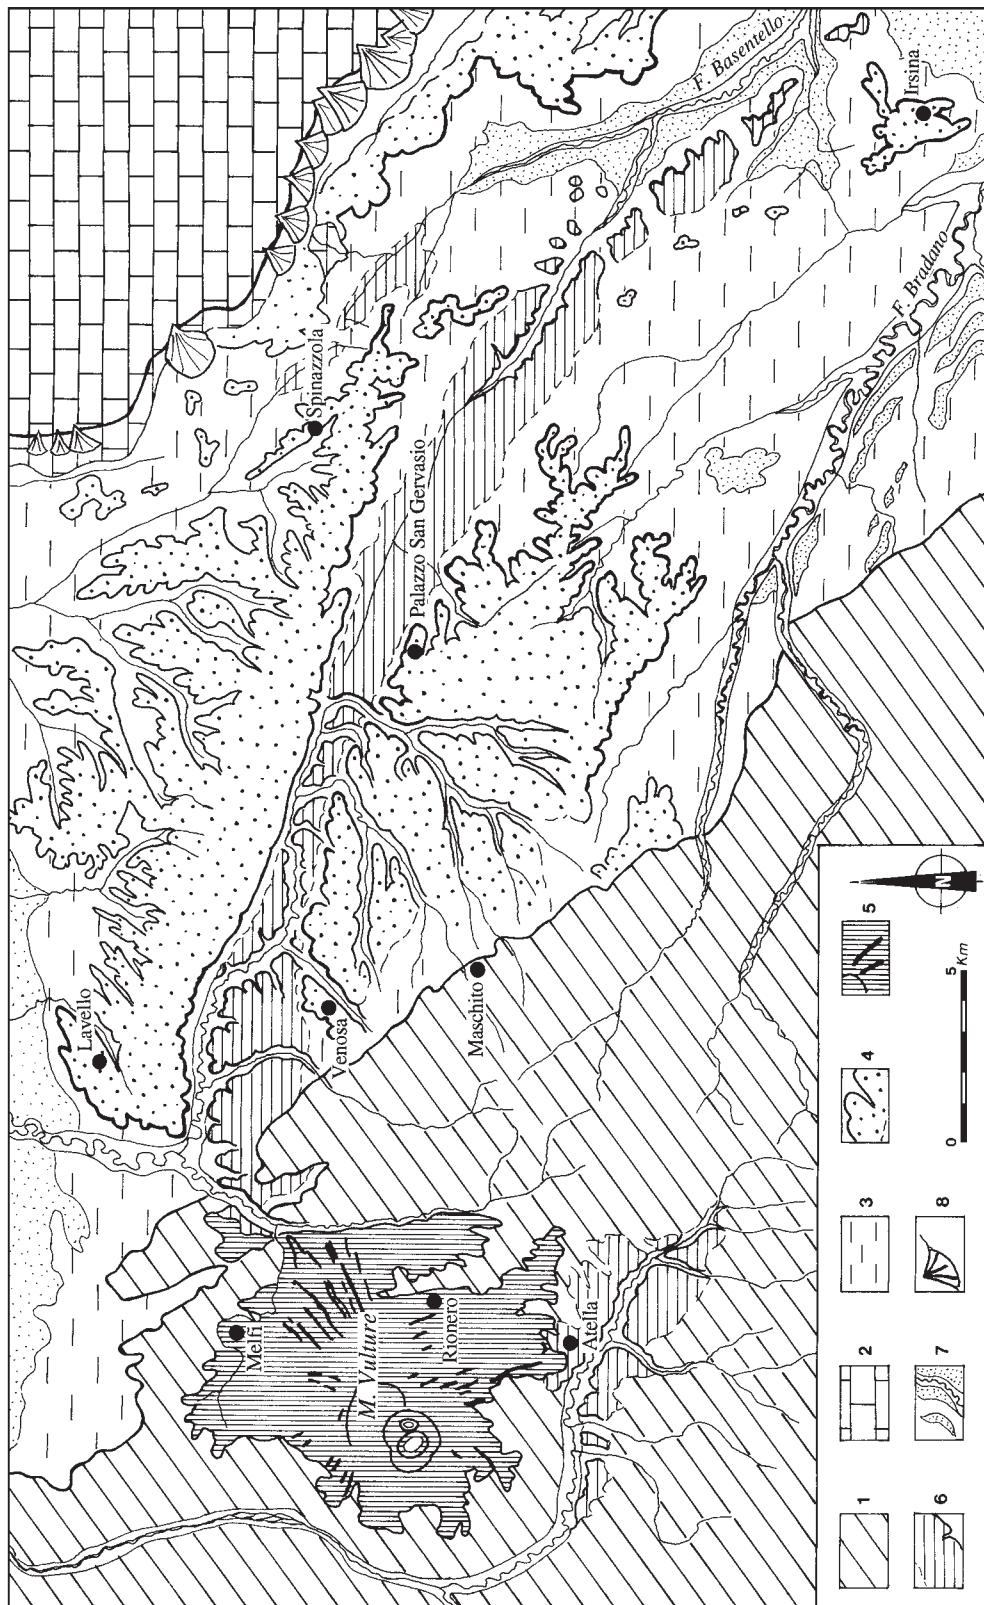 Lavello
Melfi
M. Vulture
Rionero
Atella
Venosa
Maschito
Palazzo San Gervasio
Spinazzola
F. Basentello
F. Bradano
Irsina
1
2
3
4
5
6
7
8
N
0
5
Km